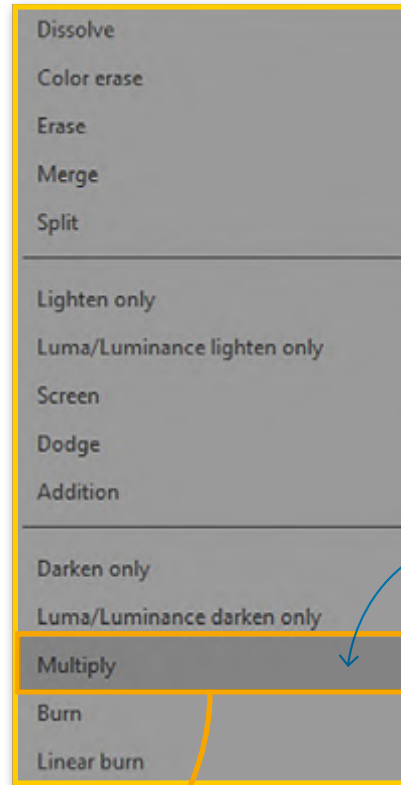 Dissolve
Color erase
Erase
Merge
Split
Lighten only
Luma/Luminance lighten only
Screen
Dodge
Addition
Darken only
Luma/Luminance darken only
Multiply
Burn
Linear burn